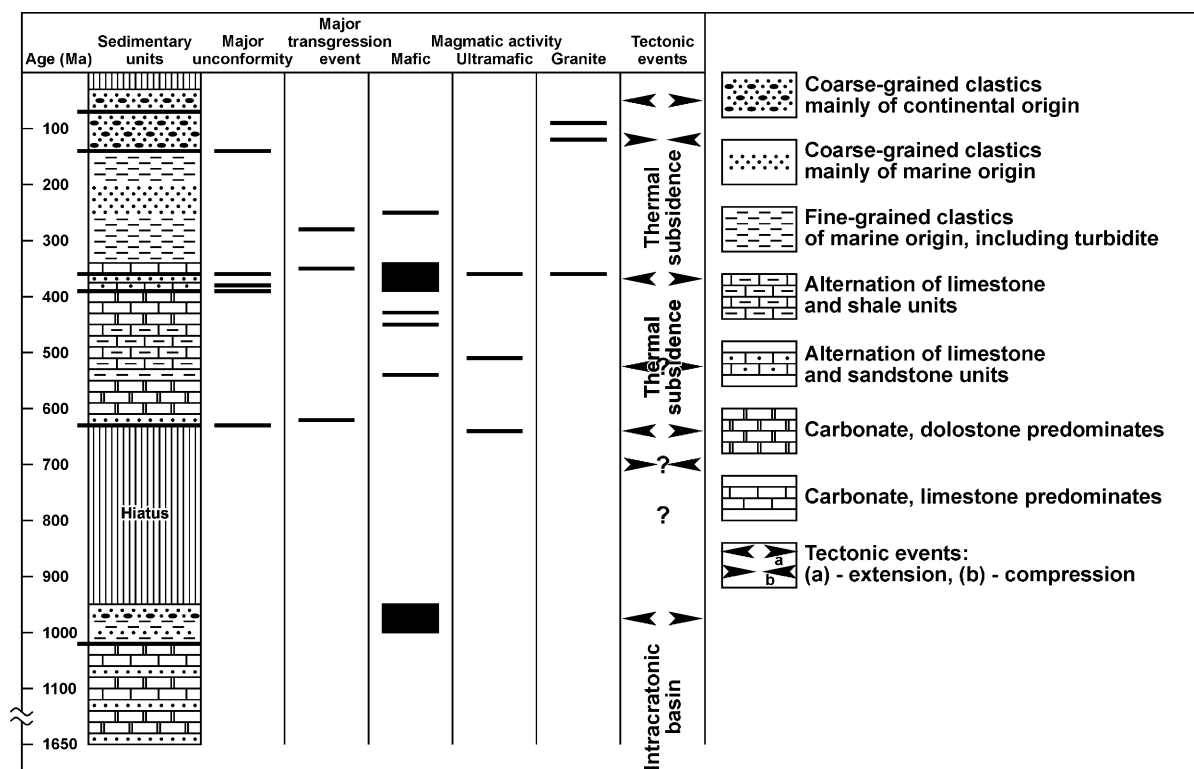 Age (Ma)
Sedimentary
units
Major
unconformity
Major
transgression
event
Magmatic activity
Mafic
Ultramafic
Granite
Tectonic
events
100
200
300
400
500
600
700
800
900
1000
1100
1650
Hiatus
Thermal
subsidence
Thermal
subsidence
?
?
?
Intracratonic
basin
Coarse-grained clastics
mainly of continental origin
Coarse-grained clastics
mainly of marine origin
Fine-grained clastics
of marine origin, including turbidite
Alternation of limestone
and shale units
Alternation of limestone
and sandstone units
Carbonate, dolostone predominates
Carbonate, limestone predominates
a
b
Tectonic events:
(a) - extension, (b) - compression